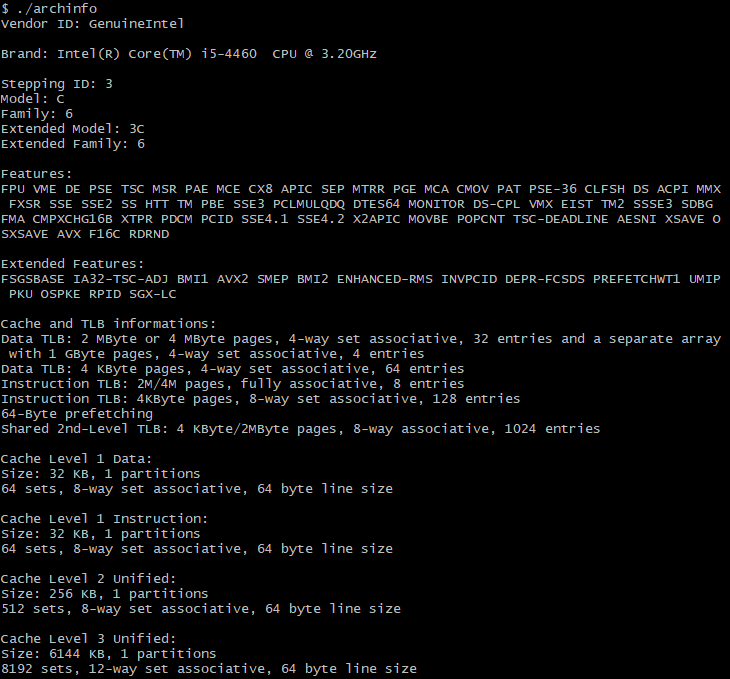 $ ./archinfo
Vendor ID: GenuineIntel
Brand: Intel(R) Core(TM) i5-4460  CPU @ 3.20GHz
Stepping ID: 3
Model: C
Family: 6
Extended Model: 3C
Extended Family: 6
Features:
FPU VME DE PSE TSC MSR PAE MCE CX8 APIC SEP MTRR PGE MCA CMOV PAT PSE-36 CLFSH DS ACPI MMX
 FXSR SSE SSE2 SS HTT TM PBE SSE3 PCLMULQDQ DTES64 MONITOR DS-CPL VMX EIST TM2 SSSE3 SDBG
FMA CMPXCHG16B XTPR PDCM PCID SSE4.1 SSE4.2 X2APIC MOVBE POPCNT TSC-DEADLINE AESNI XSAVE O
SXSAVE AVX F16C RDRND
Extended Features:
FSGSBASE IA32-TSC-ADJ BMI1 AVX2 SMEP BMI2 ENHANCED-RMS INVPCID DEPR-FCSDS PREFETCHWT1 UMIP
 PKU OSPKE RPID SGX-LC
Cache and TLB informations:
Data TLB: 2 MByte or 4 MByte pages, 4-way set associative, 32 entries and a separate array
 with 1 GByte pages, 4-way set associative, 4 entries
Data TLB: 4 KByte pages, 4-way set associative, 64 entries
Instruction TLB: 2M/4M pages, fully associative, 8 entries
Instruction TLB: 4KByte pages, 8-way set associative, 128 entries
64-Byte prefetching
Shared 2nd-Level TLB: 4 KByte/2MByte pages, 8-way associative, 1024 entries
Cache Level 1 Data:
Size: 32 KB, 1 partitions
64 sets, 8-way set associative, 64 byte line size
Cache Level 1 Instruction:
Size: 32 KB, 1 partitions
64 sets, 8-way set associative, 64 byte line size
Cache Level 2 Unified:
Size: 256 KB, 1 partitions
512 sets, 8-way set associative, 64 byte line size
Cache Level 3 Unified:
Size: 6144 KB, 1 partitions
8192 sets, 12-way set associative, 64 byte line size